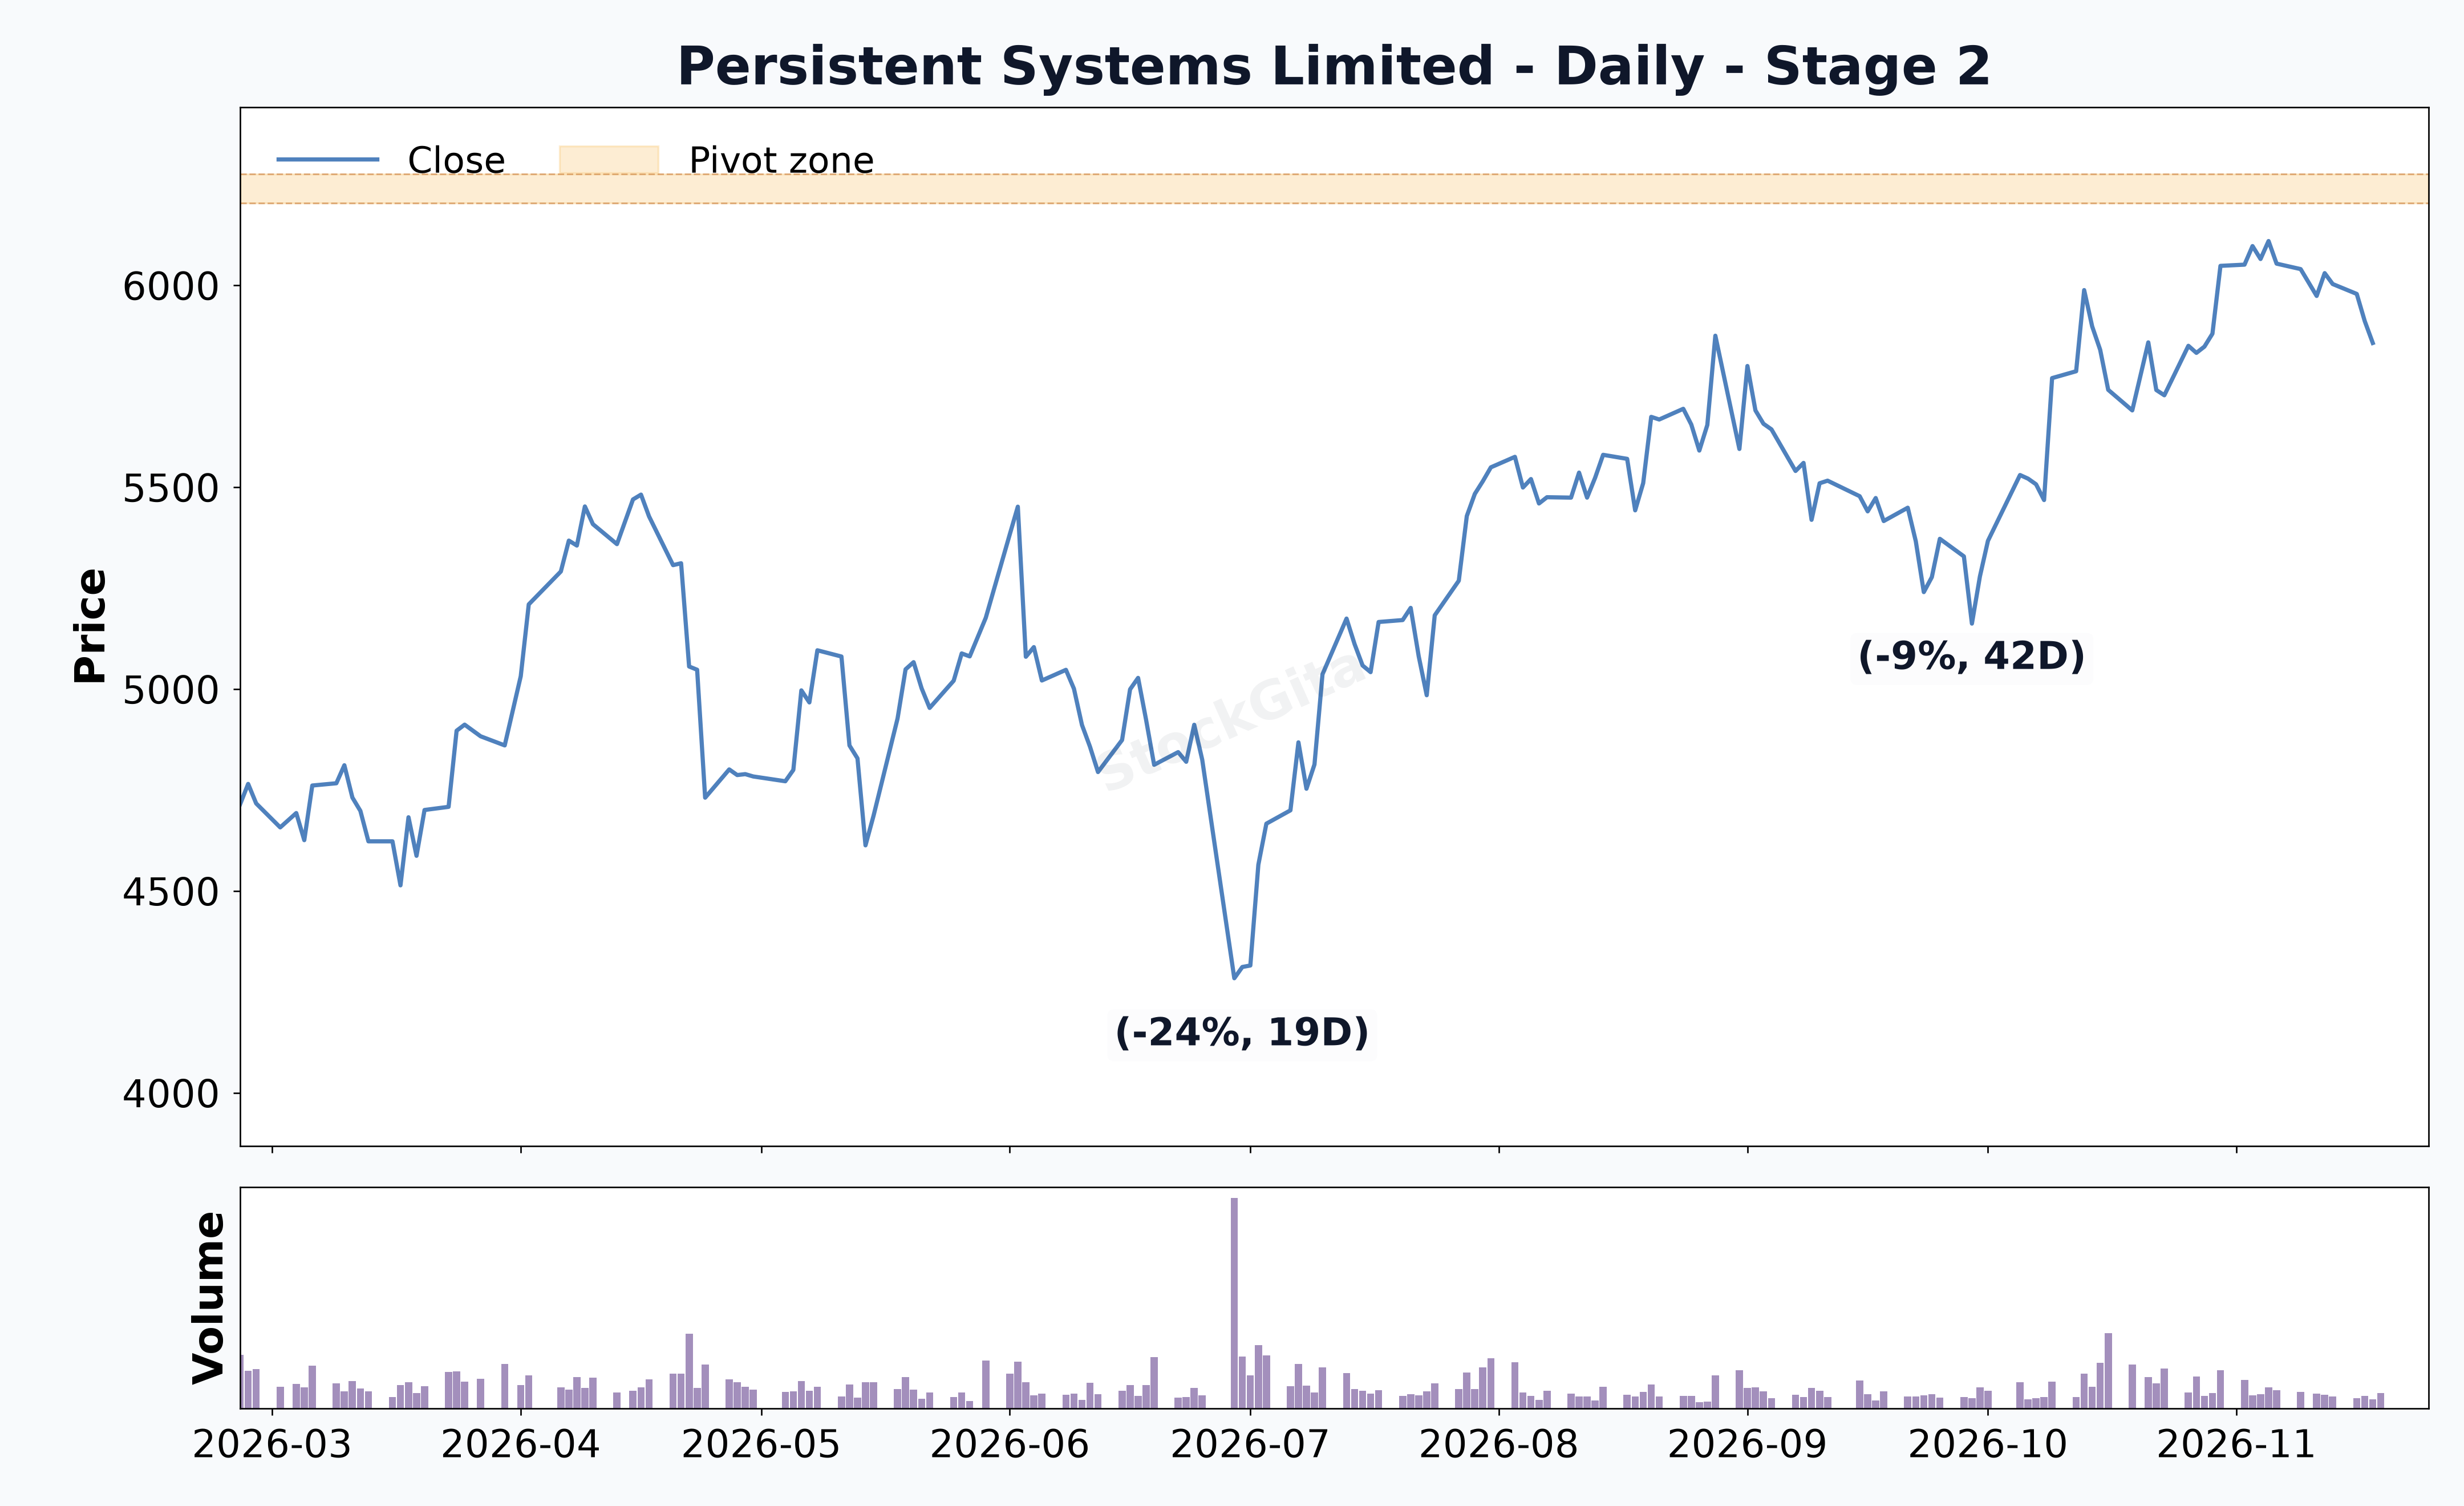 Persistent Systems Limited - Daily - Stage 2
Close
Pivot zone
6000
5500
5000
4500
4000
Price
(-9%, 42D)
(-24%, 19D)
StockGita
Volume
2026-03
2026-04
2026-05
2026-06
2026-07
2026-08
2026-09
2026-10
2026-11